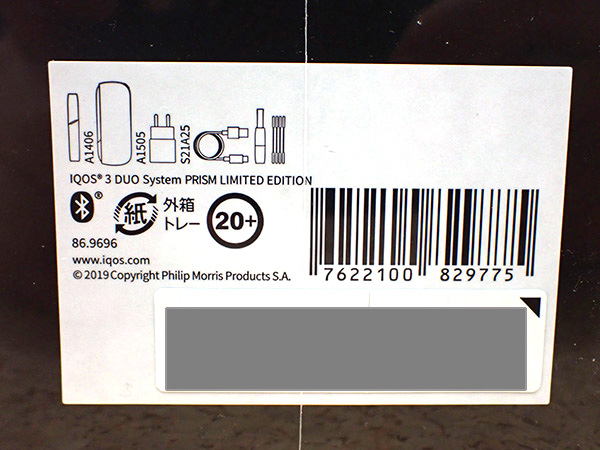 A1406
A1505
S21A25
IQOS® 3 DUO System PRISM LIMITED EDITION
® 紙 外箱
トレー 20+
86.9696
www.iqos.com
© 2019 Copyright Philip Morris Products S.A.
7622100 829775